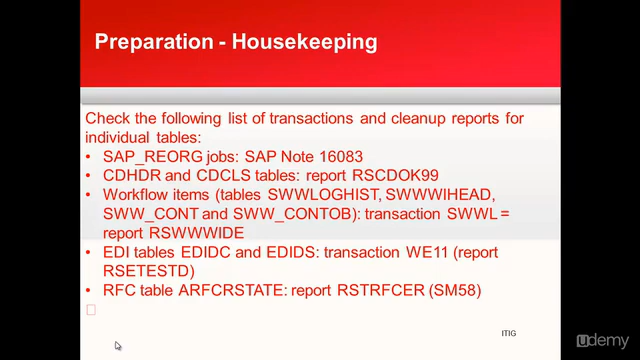 Preparation - Housekeeping
Check the following list of transactions and cleanup reports for
individual tables:
• SAP_REORG jobs: SAP Note 16083
• CDHDR and CDCLS tables: report RSCDOK99
• Workflow items (tables SWWLOGHIST, SWWWIHEAD,
SWW_CONT and SWW_CONTOB): transaction SWWL =
report RSWWWIDE
• EDI tables EDIDC and EDIDS: transaction WE11 (report
RSETESTD)
• RFC table ARFCRSTATE: report RSTRFCER (SM58)
ITIG
udemy